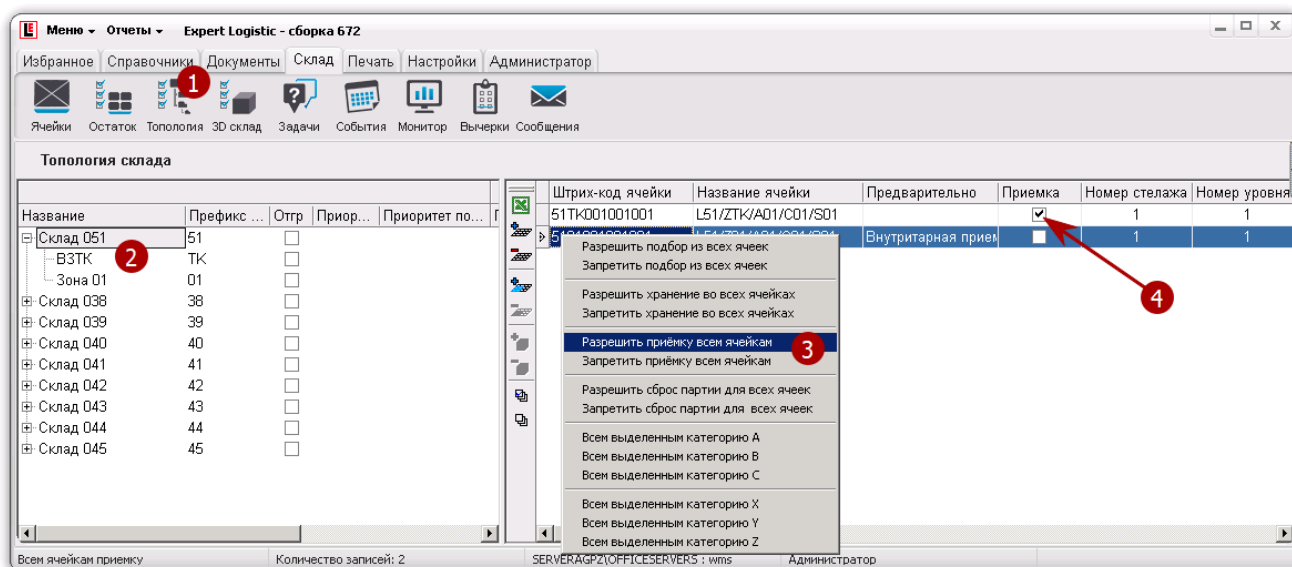 LE Меню Отчеты Expert Logistic - сборка 672
Избранное Справочники Документы Склад Печать Настройки Администратор
1
Ячейки Остаток Топология 3D склад Задачи События Монитор Вычерки Сообщения
Топология склада
Штрих-код ячейки Название ячейки Предварительно Приемка Номер стелажа Номер уровня
Название Префикс ... Отгр Приор... Приоритет по...
51TK001001001 L51/ZTK/A01/C01/S01 1 1
Склад 051 51
Внутритарная прием 1 1
ВЗТК ТК
2
Зона 01 01
Склад 038 38
Склад 039 39
Склад 040 40
Склад 041 41
Склад 042 42
Склад 043 43
Склад 044 44
Склад 045 45
Разрешить подбор из всех ячеек
Запретить подбор из всех ячеек
Разрешить хранение во всех ячейках
Запретить хранение во всех ячейках
Разрешить приёмку всем ячейкам
3
Запретить приёмку всем ячейкам
Разрешить сброс партии для всех ячеек
Запретить сброс партии для всех ячеек
Всем выделенным категорию A
Всем выделенным категорию B
Всем выделенным категорию C
Всем выделенным категорию X
Всем выделенным категорию Y
Всем выделенным категорию Z
4
Всем ячейкам приемку Количество записей: 2 SERVERAGPZ\OFFICESERVERS : wms Администратор